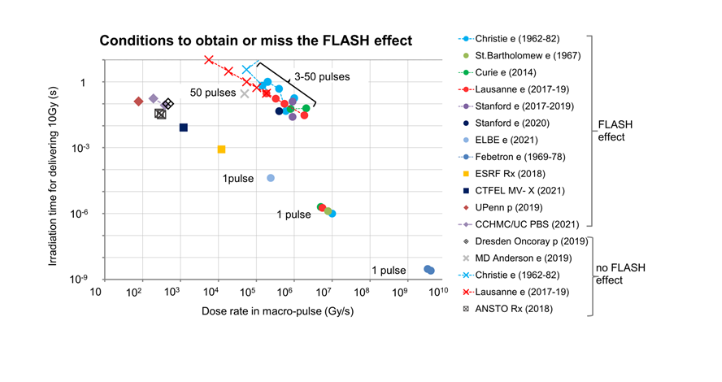 Conditions to obtain or miss the FLASH effect
Irradiation time for delivering 10Gy (s)
1
10-3
10-6
10-9
3-50 pulses
50 pulses
1pulse
1 pulse
1 pulse
10 10² 10³ 10⁴ 10⁵ 10⁶ 10⁷ 10⁸ 10⁹ 10¹⁰
Dose rate in macro-pulse (Gy/s)
Christie e (1962-82)
St.Bartholomew e (1967)
Curie e (2014)
Lausanne e (2017-19)
Stanford e (2017-2019)
Stanford e (2020)
ELBE e (2021)
Febetron e (1969-78)
ESRF Rx (2018)
CTFEL MV- X (2021)
UPenn p (2019)
CCHMC/UC PBS (2021)
Dresden Oncoray p (2019)
MD Anderson e (2019)
Christie e (1962-82)
Lausanne e (2017-19)
ANSTO Rx (2018)
FLASH
effect
no FLASH
effect